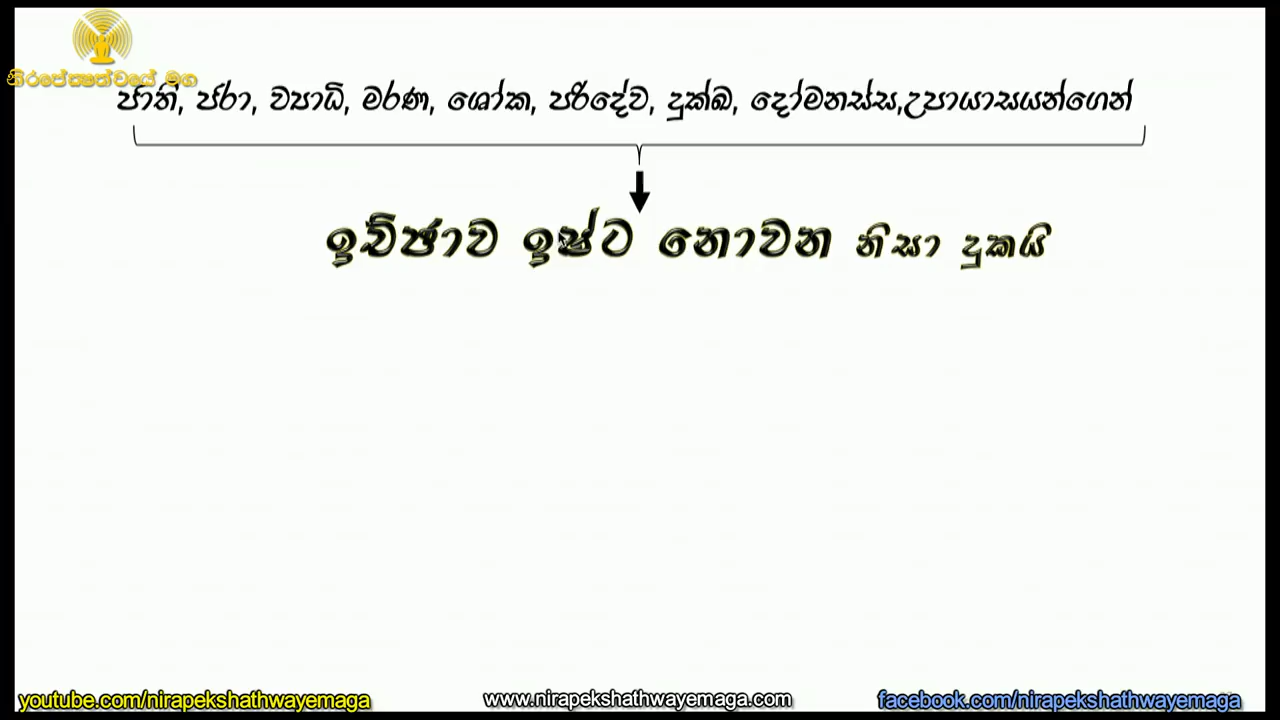 නිරපේක්ෂත්වයේ මග
ජාති, ජරා, ව්‍යාධි, මරණ, ශෝක, පරිදේව, දුක්ඛ, දෝමනස්ස,උපායාසයන්ගෙන්
ඉච්ඡාව ඉෂ්ට නොවන නිසා දුකයි
youtube.com/nirapekshathwayemaga
www.nirapekshathwayemaga.com
facebook.com/nirapekshathwayemaga